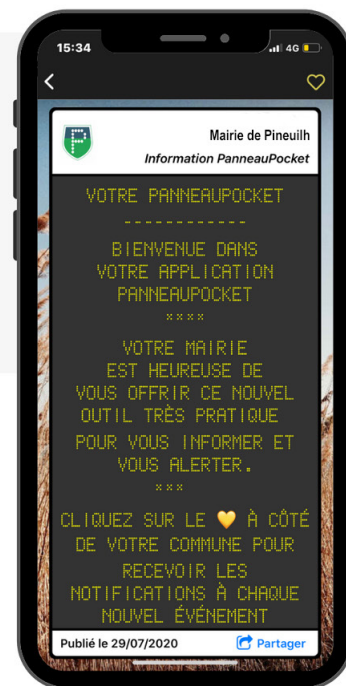 15:34
4G
Mairie de Pineuilh
Information PanneauPocket
VOTRE PANNEAUPOCKET
------------
BIENVENUE DANS
VOTRE APPLICATION
PANNEAUPOCKET
****
VOTRE MAIRIE
EST HEUREUSE DE
VOUS OFFRIR CE NOUVEL
OUTIL TRÈS PRATIQUE
POUR VOUS INFORMER ET
VOUS ALERTER.
***
CLIQUEZ SUR LE 💛 À CÔTÉ
DE VOTRE COMMUNE POUR
RECEVOIR LES
NOTIFICATIONS À CHAQUE
NOUVEL ÉVÉNEMENT
Publié le 29/07/2020
Partager